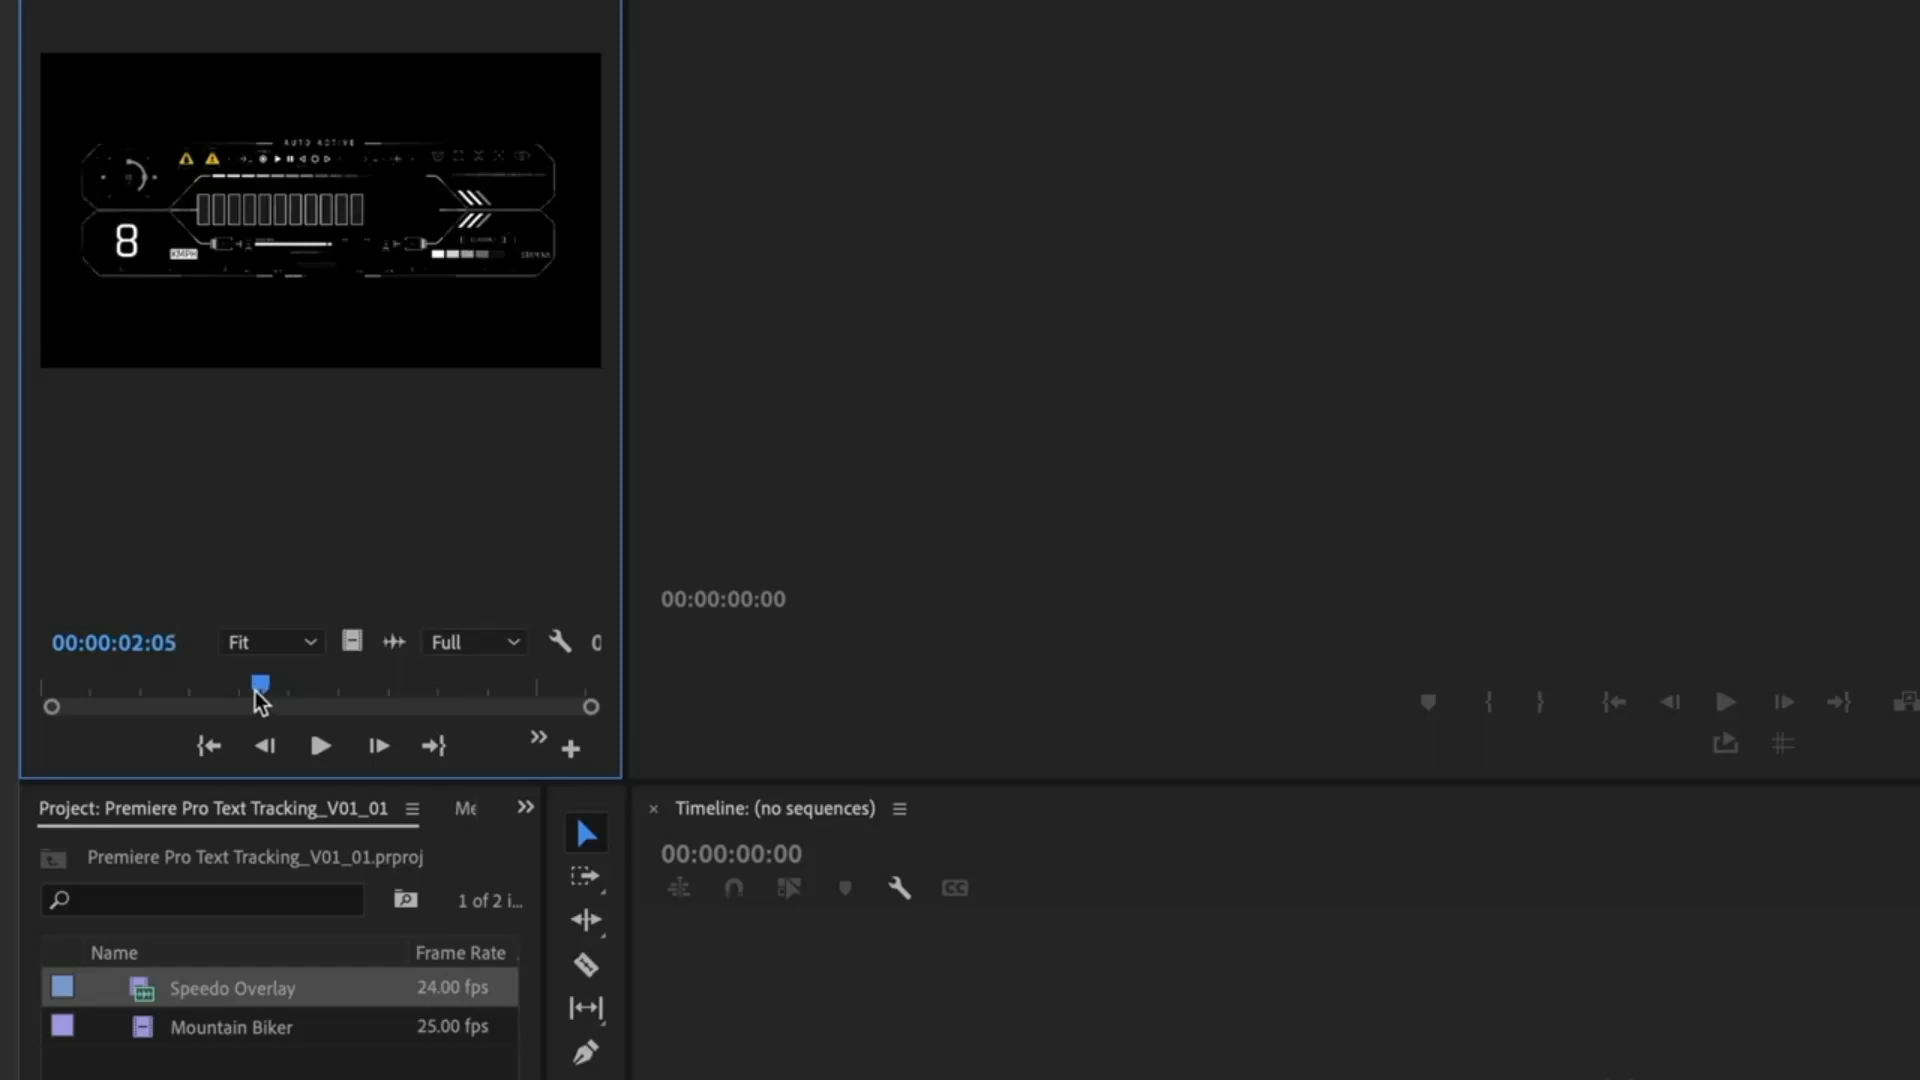 AUTO ACTIVE
8
KMPH
00:00:00:00
00:00:02:05
Fit
Full
Project: Premiere Pro Text Tracking_V01_01
Me
Timeline: (no sequences)
Premiere Pro Text Tracking_V01_01.prproj
00:00:00:00
CC
1 of 2 i...
Name
Frame Rate
Speedo Overlay
24.00 fps
Mountain Biker
25.00 fps